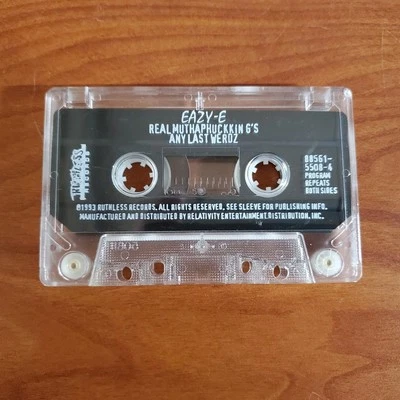 EAZY-E
REAL MUTHAPHUCKKIN G'S
ANY LAST WERDZ
RUTHLESS
RECORDS
88561-
5508-4
PROGRAM
REPEATS
BOTH SIDES
©1993 RUTHLESS RECORDS, ALL RIGHTS RESERVED, SEE SLEEVE FOR PUBLISHING INFO.
MANUFACTURED AND DISTRIBUTED BY RELATIVITY ENTERTAINMENT DISTRIBUTION, INC.